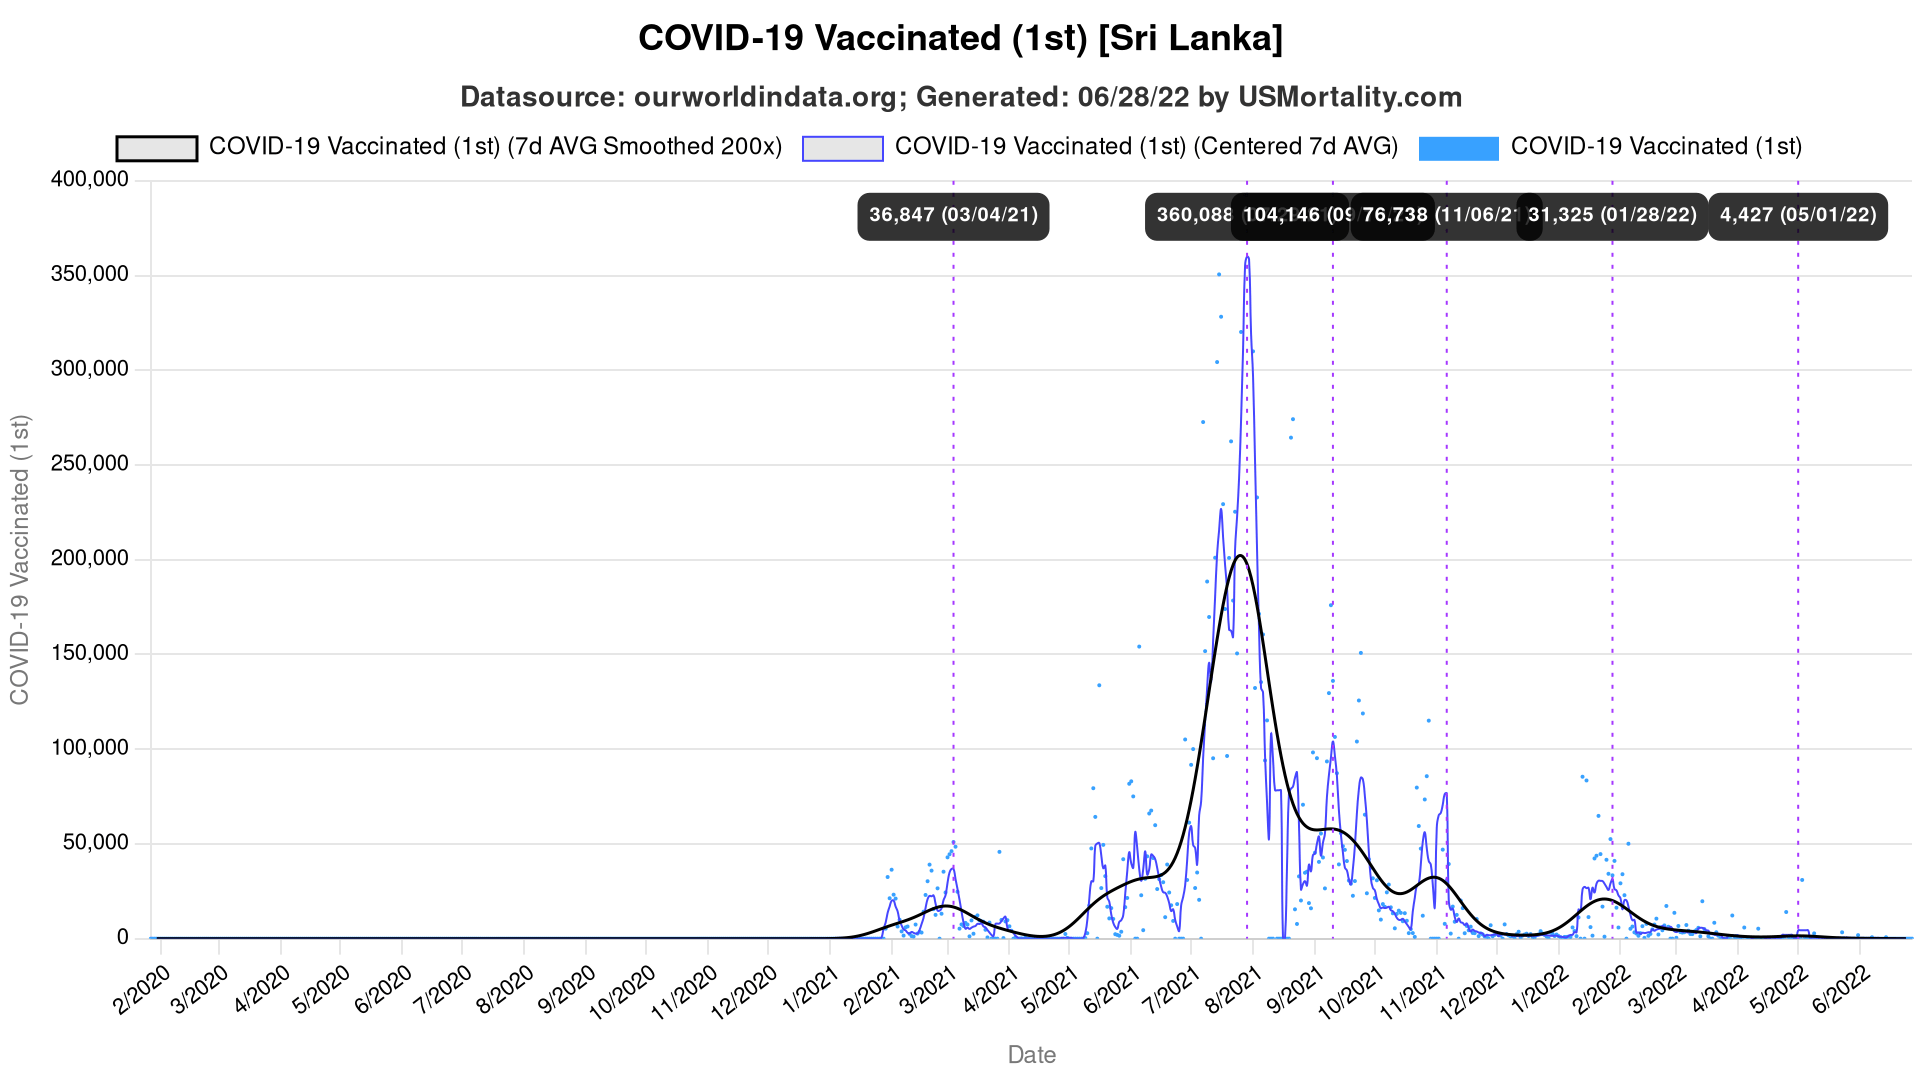 COVID-19 Vaccinated (1st) [Sri Lanka]
Datasource: ourworldindata.org; Generated: 06/28/22 by USMortality.com
COVID-19 Vaccinated (1st) (7d AVG Smoothed 200x) COVID-19 Vaccinated (1st) (Centered 7d AVG) COVID-19 Vaccinated (1st)
36,847 (03/04/21) 360,088 104,146 (09 76,738 (11/06/21) 31,325 (01/28/22) 4,427 (05/01/22)
400,000
350,000
300,000
250,000
200,000
150,000
100,000
50,000
0
COVID-19 Vaccinated (1st)
2/2020 3/2020 4/2020 5/2020 6/2020 7/2020 8/2020 9/2020 10/2020 11/2020 12/2020 1/2021 2/2021 3/2021 4/2021 5/2021 6/2021 7/2021 8/2021 9/2021 10/2021 11/2021 12/2021 1/2022 2/2022 3/2022 4/2022 5/2022 6/2022
Date